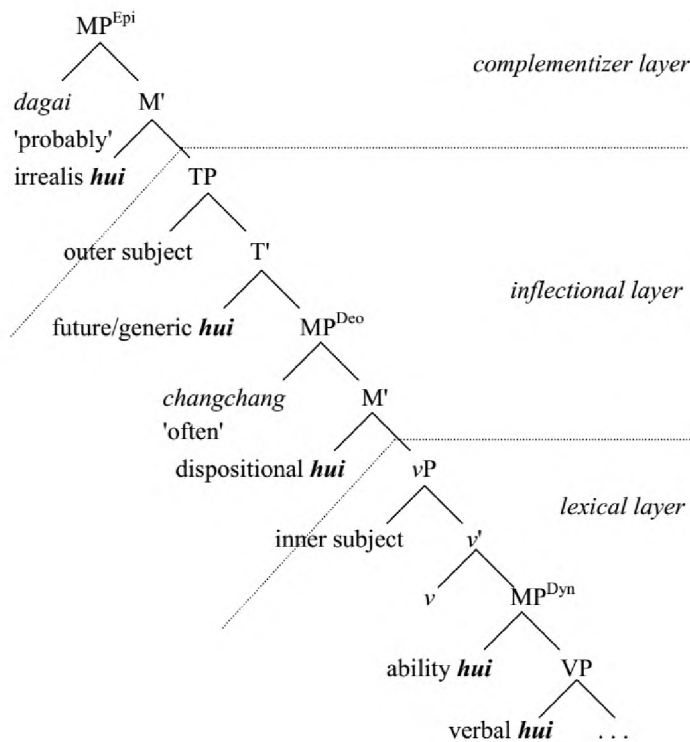 MP^Epi
complementizer layer
dagai M'
'probably'
irrealis hui TP
outer subject T'
inflectional layer
future/generic hui MP^Deo
changchang M'
'often'
dispositional hui vP
lexical layer
inner subject v'
v MP^Dyn
ability hui VP
verbal hui . . .